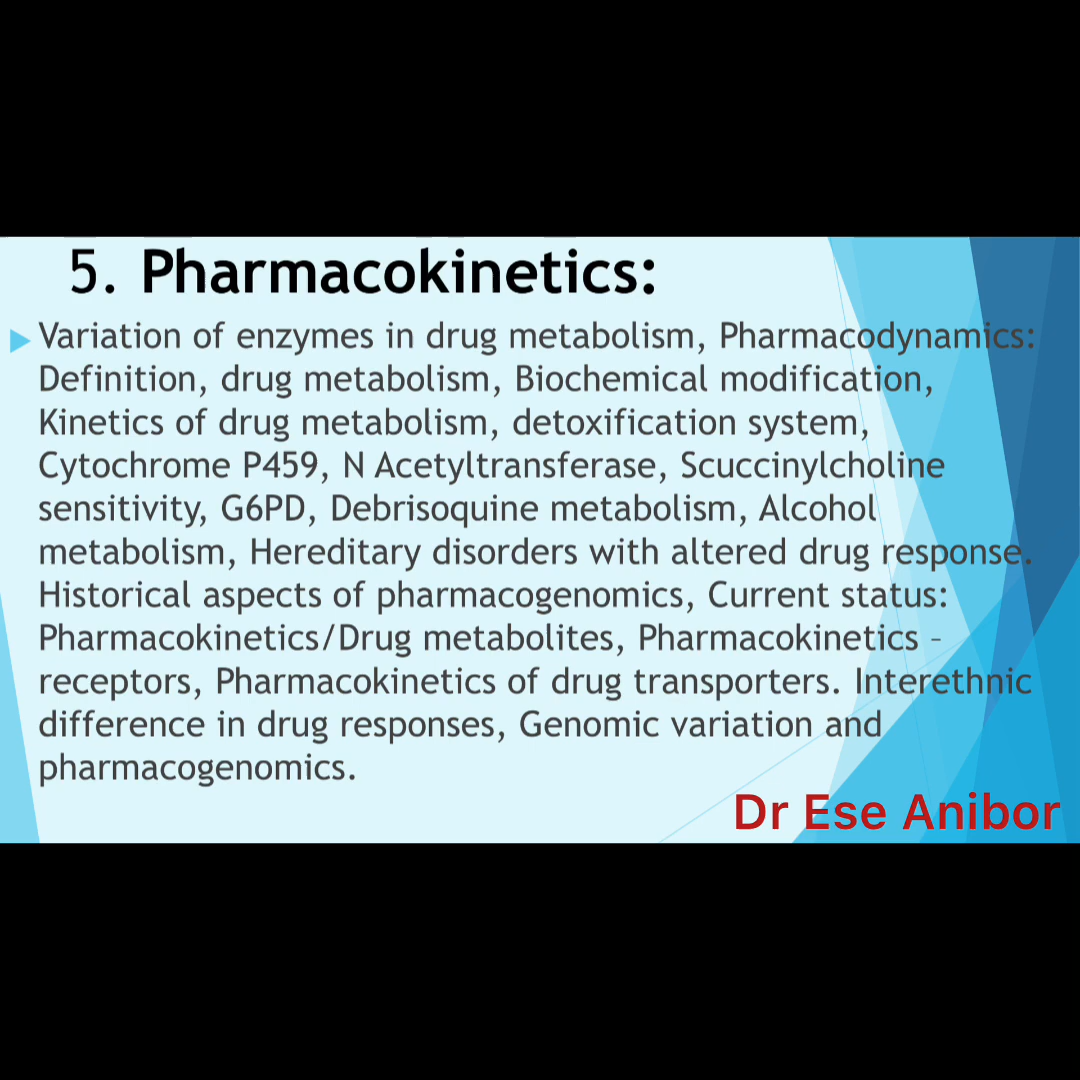 5. Pharmacokinetics:
Variation of enzymes in drug metabolism, Pharmacodynamics:
Definition, drug metabolism, Biochemical modification,
Kinetics of drug metabolism, detoxification system,
Cytochrome P459, N Acetyltransferase, Scuccinylcholine
sensitivity, G6PD, Debrisoquine metabolism, Alcohol
metabolism, Hereditary disorders with altered drug response.
Historical aspects of pharmacogenomics, Current status:
Pharmacokinetics/Drug metabolites, Pharmacokinetics –
receptors, Pharmacokinetics of drug transporters. Interethnic
difference in drug responses, Genomic variation and
pharmacogenomics.
Dr Ese Anibor